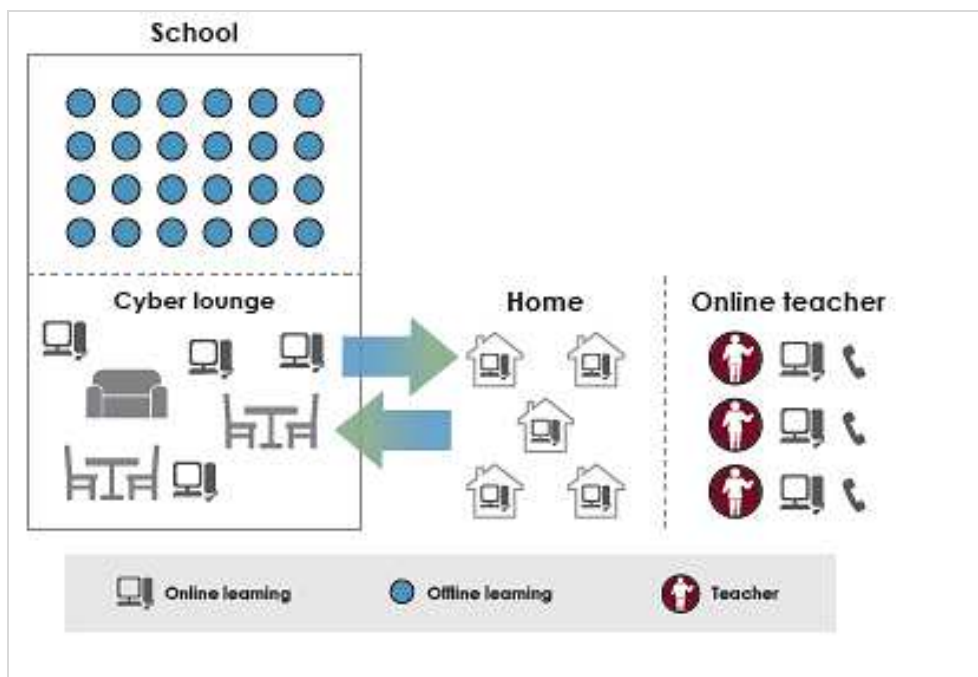 School
Cyber lounge
Home
Online teacher
Online learning
Offline learning
Teacher